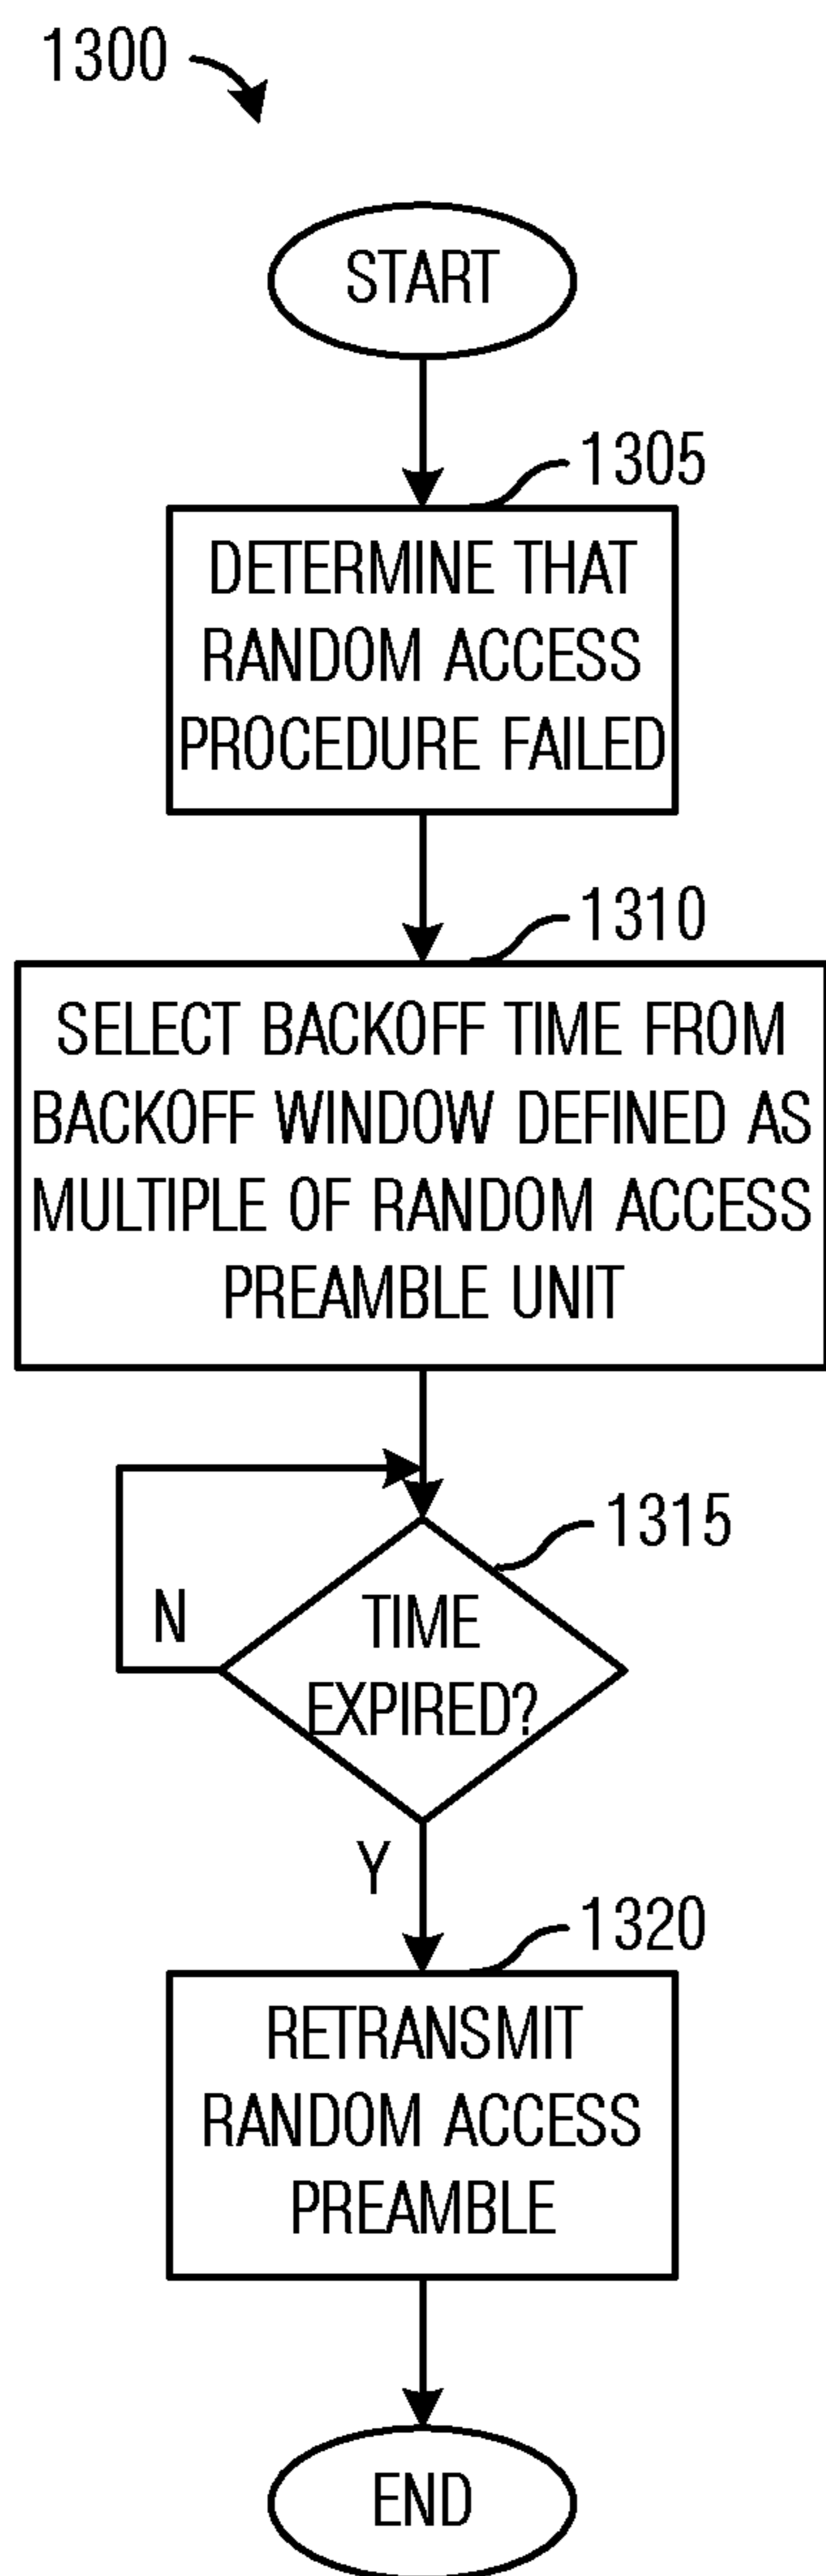 1300
START
1305
DETERMINE THAT
RANDOM ACCESS
PROCEDURE FAILED
1310
SELECT BACKOFF TIME FROM
BACKOFF WINDOW DEFINED AS
MULTIPLE OF RANDOM ACCESS
PREAMBLE UNIT
1315
N
TIME
EXPIRED?
Y
1320
RETRANSMIT
RANDOM ACCESS
PREAMBLE
END